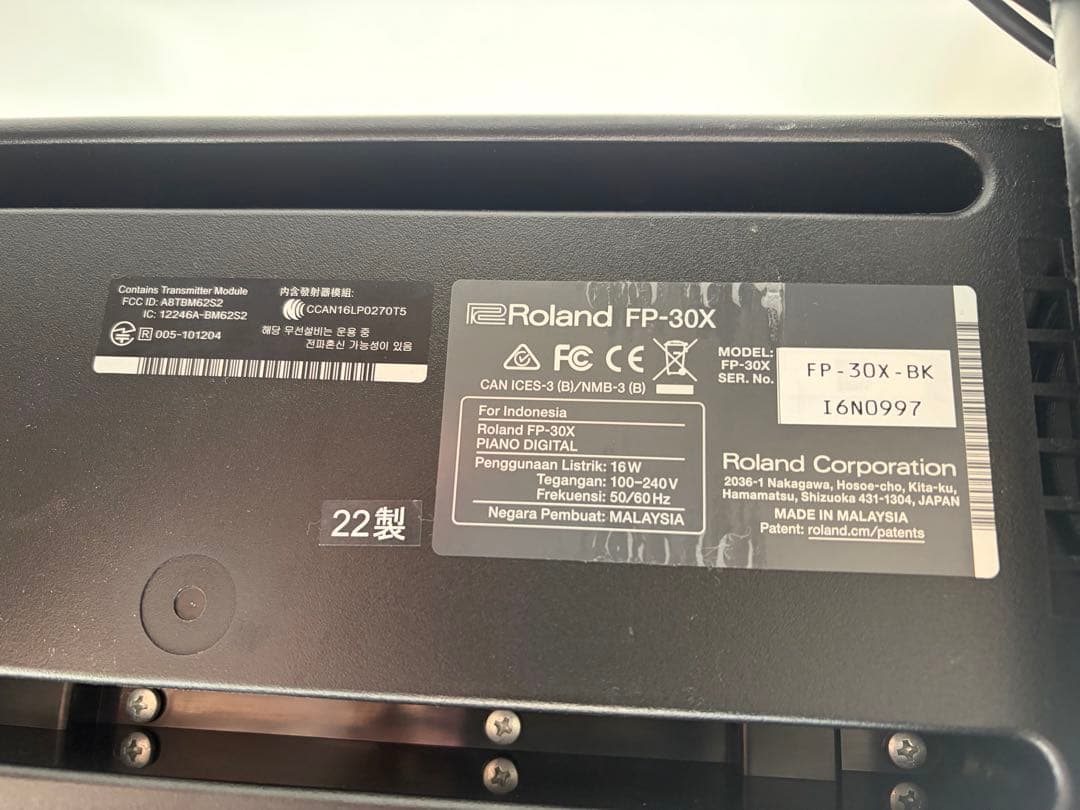 Contains Transmitter Module
FCC ID: A8TBM62S2
IC: 12246A-BM62S2
R 005-101204
內含發射器模組:
CCAN16LP0270T5
해당 무선설비는 운용 중
전파혼신 가능성이 있음
Roland FP-30X
FC CE
CAN ICES-3 (B)/NMB-3 (B)
MODEL:
FP-30X
SER. No.
FP-30X-BK
I6N0997
For Indonesia
Roland FP-30X
PIANO DIGITAL
Penggunaan Listrik: 16 W
Tegangan: 100–240 V
Frekuensi: 50/60 Hz
Negara Pembuat: MALAYSIA
Roland Corporation
2036-1 Nakagawa, Hosoe-cho, Kita-ku,
Hamamatsu, Shizuoka 431-1304, JAPAN
MADE IN MALAYSIA
Patent: roland.cm/patents
22製